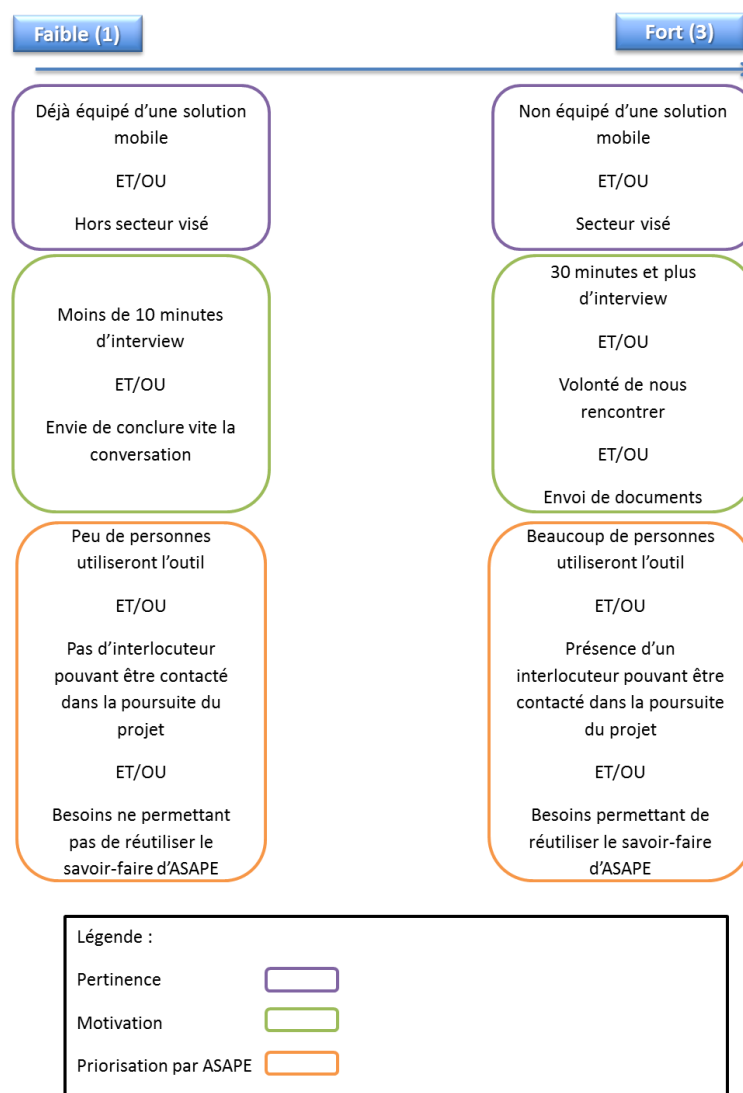 Faible (1)
Fort (3)
Déjà équipé d’une solution
mobile
ET/OU
Hors secteur visé
Non équipé d’une solution
mobile
ET/OU
Secteur visé
Moins de 10 minutes
d’interview
ET/OU
Envie de conclure vite la
conversation
30 minutes et plus
d’interview
ET/OU
Volonté de nous
rencontrer
ET/OU
Envoi de documents
Peu de personnes
utiliseront l’outil
ET/OU
Pas d’interlocuteur
pouvant être contacté
dans la poursuite du
projet
ET/OU
Besoins ne permettant
pas de réutiliser le
savoir-faire d’ASAPE
Beaucoup de personnes
utiliseront l’outil
ET/OU
Présence d’un
interlocuteur pouvant être
contacté dans la poursuite
du projet
ET/OU
Besoins permettant de
réutiliser le savoir-faire
d’ASAPE
Légende :
Pertinence
Motivation
Priorisation par ASAPE